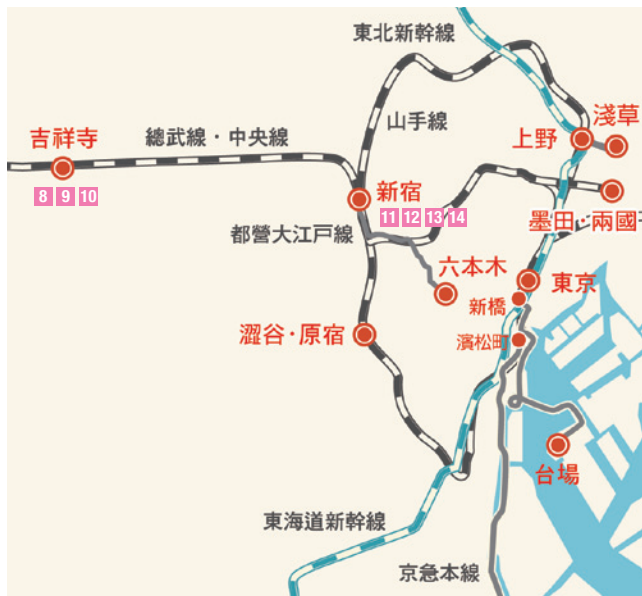 東北新幹線
淺草
上野
山手線
吉祥寺
總武線・中央線
8 9 10
新宿
11 12 13 14
墨田・兩國
都營大江戶線
六本木
東京
新橋
澀谷・原宿
濱松町
台場
東海道新幹線
京急本線